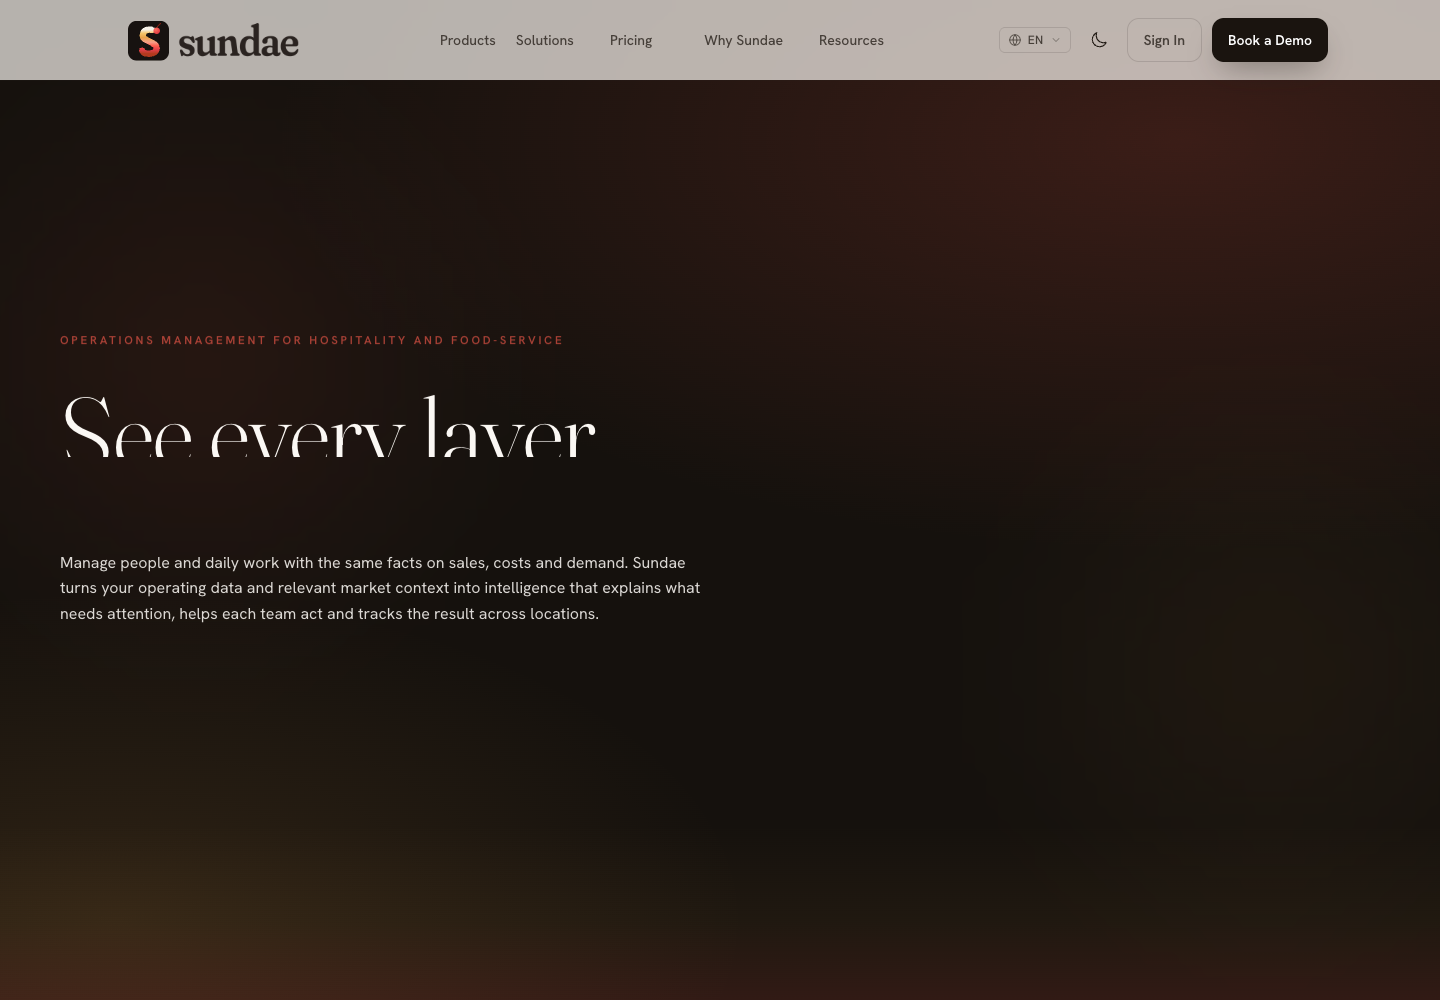 sundae
Products Solutions Pricing Why Sundae Resources EN Sign In Book a Demo
OPERATIONS MANAGEMENT FOR HOSPITALITY AND FOOD-SERVICE
See every layer
Manage people and daily work with the same facts on sales, costs and demand. Sundae
turns your operating data and relevant market context into intelligence that explains what
needs attention, helps each team act and tracks the result across locations.